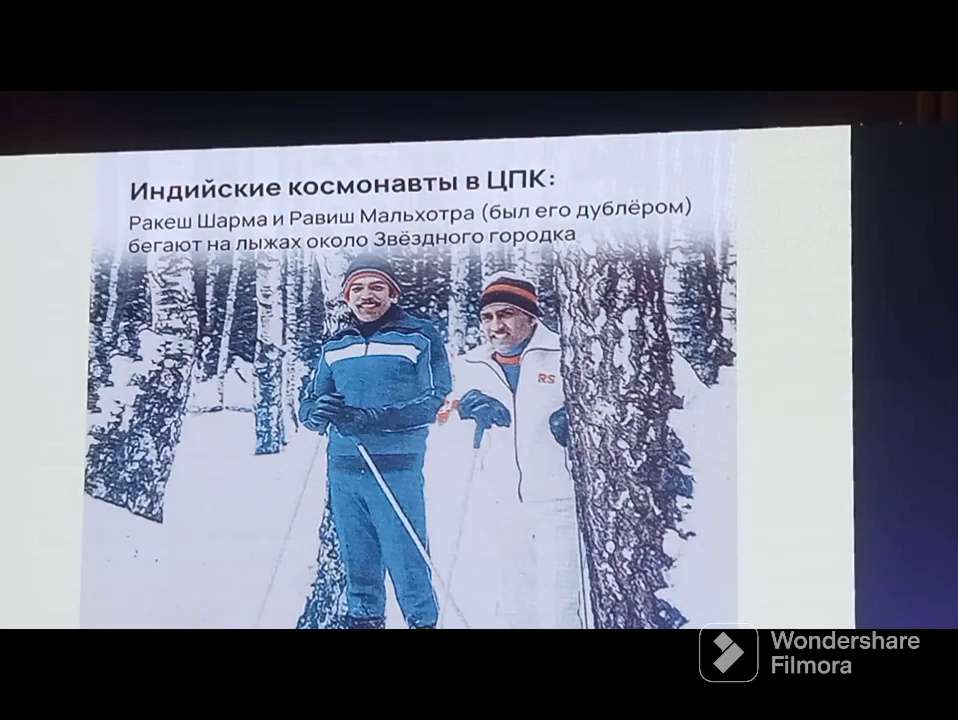 Индийские космонавты в ЦПК:
Ракеш Шарма и Равиш Мальхотра (был его дублёром)
бегают на лыжах около Звёздного городка
RS
Wondershare
Filmora